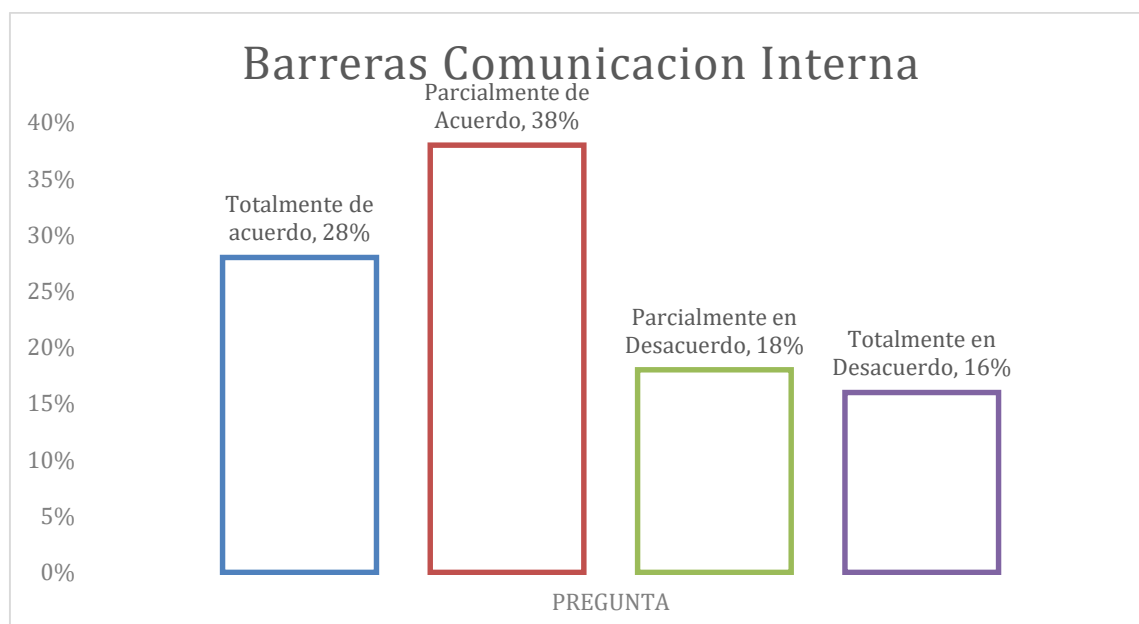 Barreras Comunicacion Interna
Parcialmente de
Acuerdo, 38%
Totalmente de
acuerdo, 28%
Parcialmente en
Desacuerdo, 18%
Totalmente en
Desacuerdo, 16%
40%
35%
30%
25%
20%
15%
10%
5%
0%
PREGUNTA